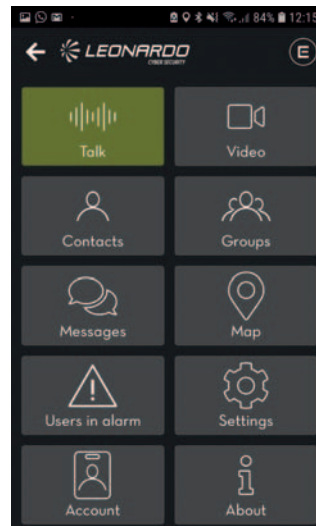 84% 12:15
LEONARDO
CYBER SECURITY
E
Talk
Video
Contacts
Groups
Messages
Map
Users in alarm
Settings
Account
About